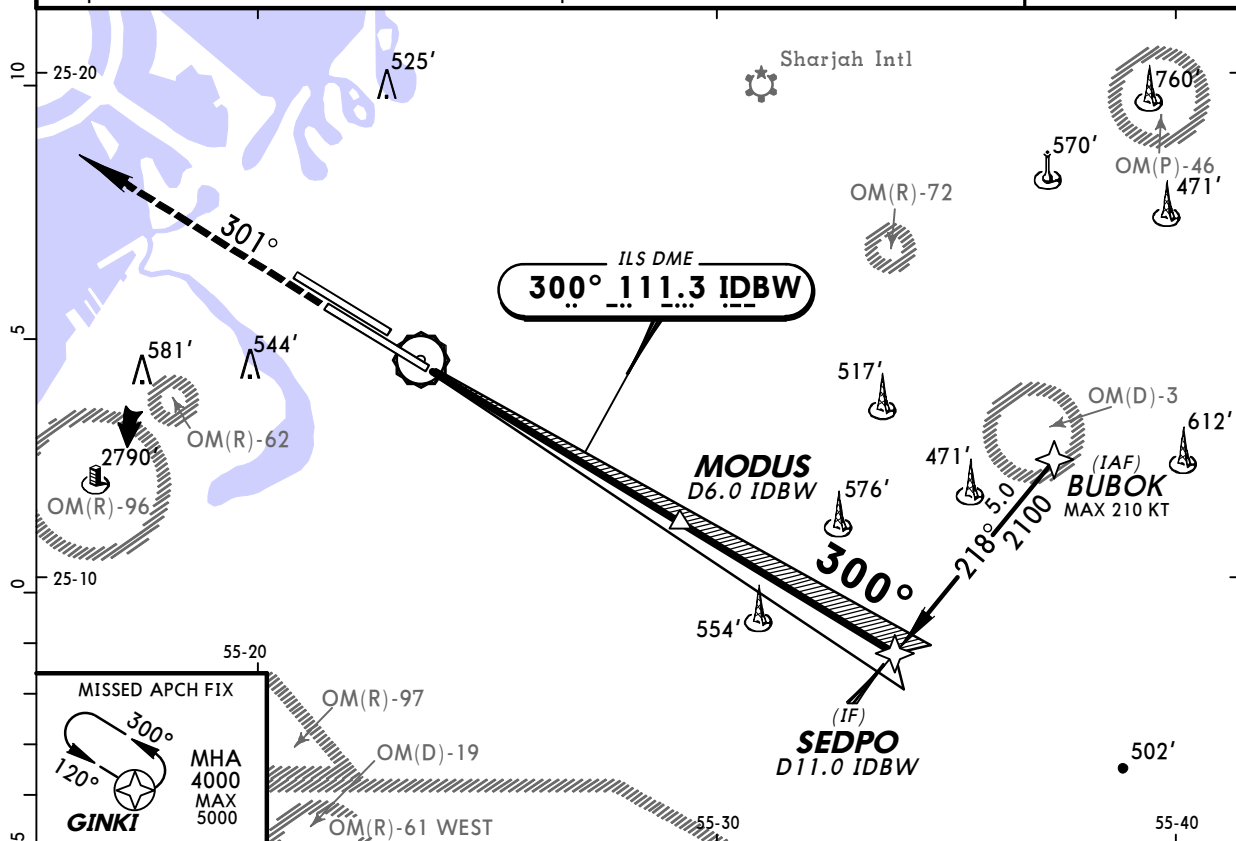 10
25-20
525'
Sharjah Intl
760'
570'
OM(P)-46
471'
OM(R)-72
301°
ILS DME
300° 111.3 IDBW
5
581'
544'
517'
OM(D)-3
OM(R)-62
612'
2790'
MODUS
D6.0 IDBW
471'
(IAF)
BUBOK
MAX 210 KT
OM(R)-96
576'
5.0
218°
2100
300°
0
25-10
554'
55-20
MISSED APCH FIX
300°
120°
MHA
4000
MAX
5000
GINKI
OM(R)-97
OM(D)-19
OM(R)-61 WEST
(IF)
SEDPO
D11.0 IDBW
502'
5
55-30
55-40